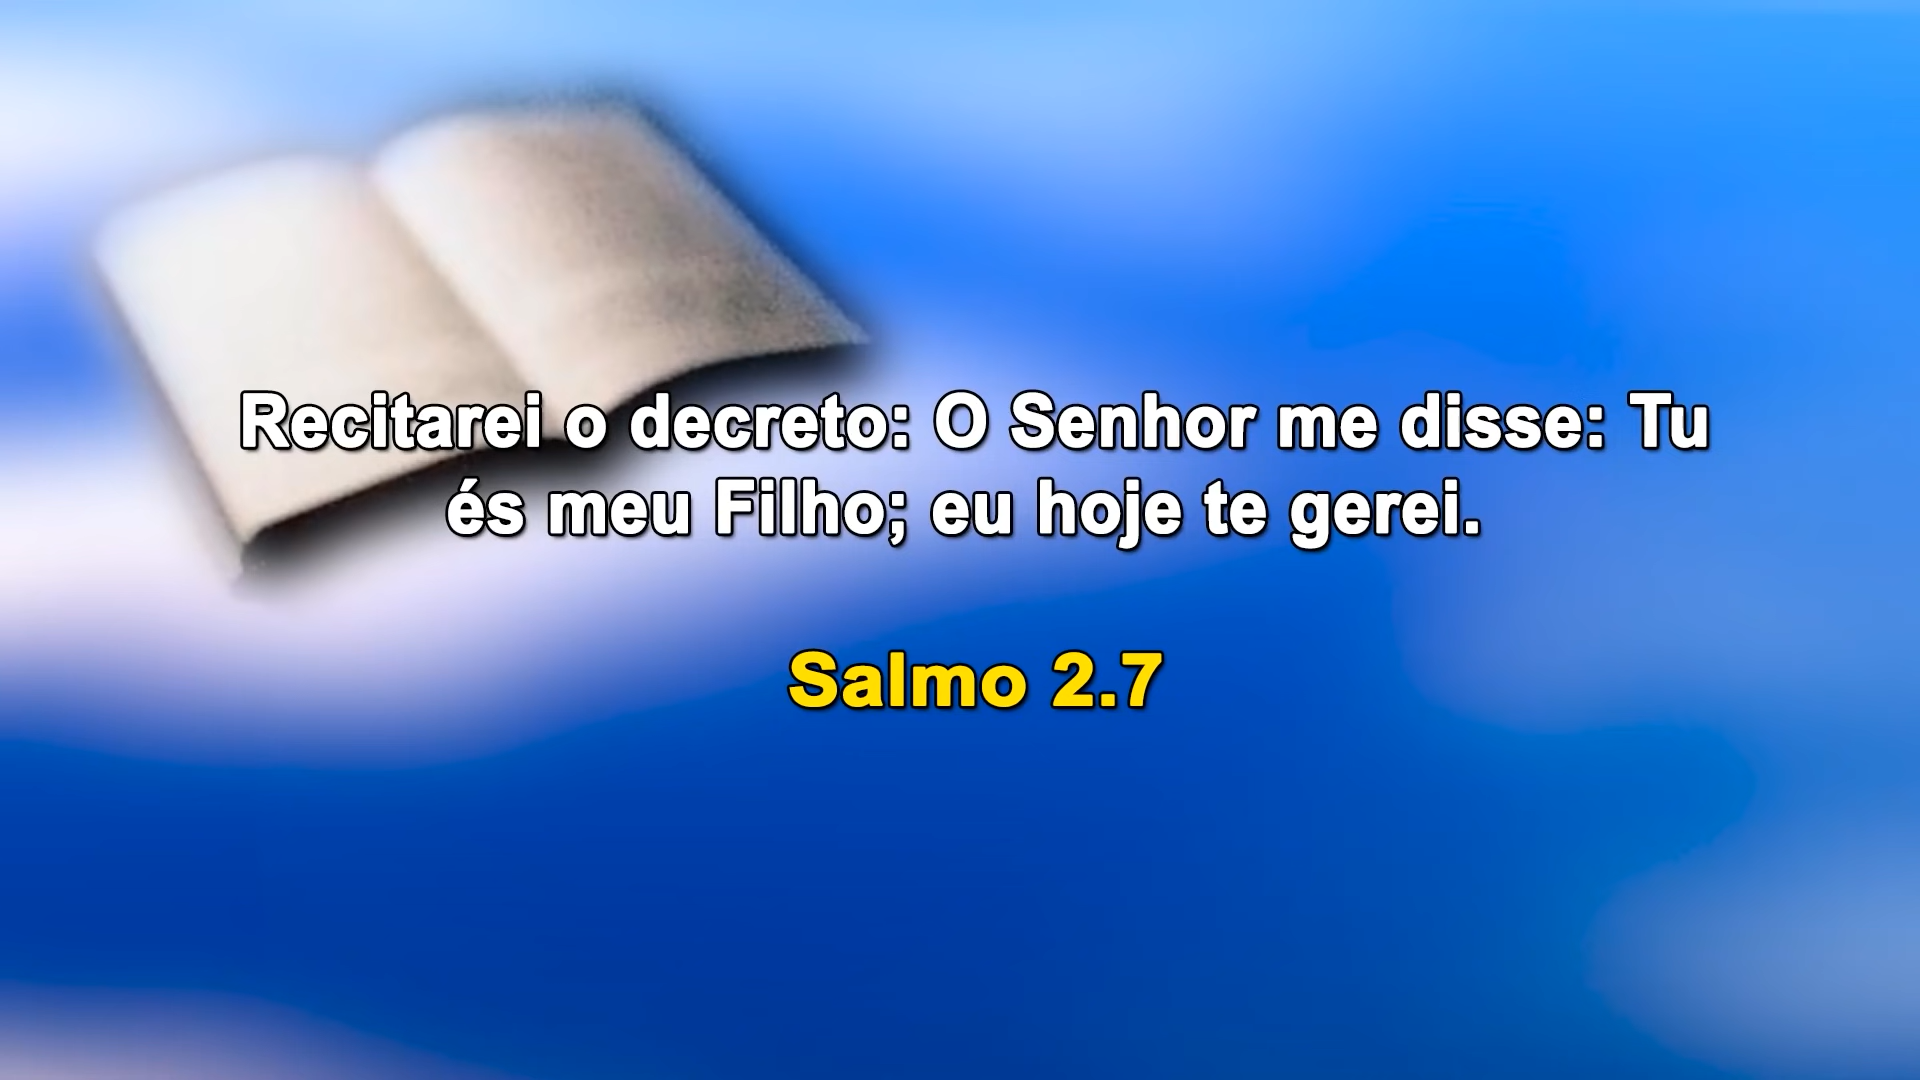 Recitarei o decreto: O Senhor me disse: Tu
és meu Filho; eu hoje te gerei.
Salmo 2.7